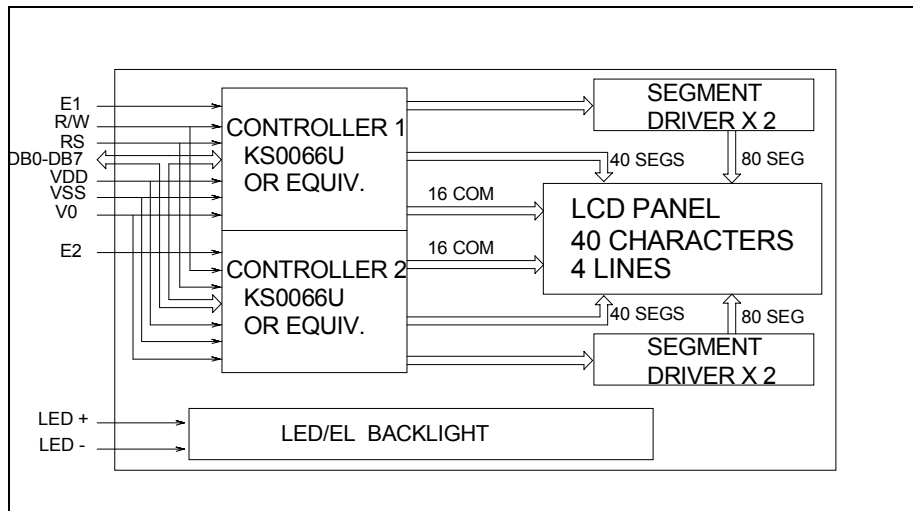 E1
R/W
RS
DB0-DB7
VDD
VSS
V0
E2
LED +
LED -
CONTROLLER 1
KS0066U
OR EQUIV.
CONTROLLER 2
KS0066U
OR EQUIV.
16 COM
16 COM
SEGMENT
DRIVER X 2
40 SEGS
80 SEG
LCD PANEL
40 CHARACTERS
4 LINES
40 SEGS
80 SEG
SEGMENT
DRIVER X 2
LED/EL BACKLIGHT